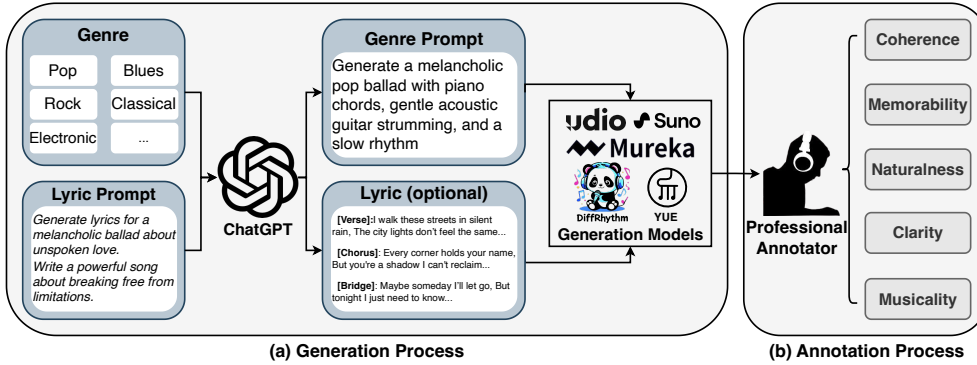 Genre
Pop
Blues
Rock
Classical
Electronic
...
Lyric Prompt
Generate lyrics for a
melancholic ballad about
unspoken love.
Write a powerful song
about breaking free from
limitations.
ChatGPT
Genre Prompt
Generate a melancholic
pop ballad with piano
chords, gentle acoustic
guitar strumming, and a
slow rhythm
Lyric (optional)
[Verse]:I walk these streets in silent
rain, The city lights don't feel the same...
[Chorus]: Every corner holds your name,
But you're a shadow I can't reclaim...
[Bridge]: Maybe someday I'll let go, But
tonight I just need to know...
udio Suno
Mureka
DiffRhythm
YUE
Generation Models
(a) Generation Process
Professional
Annotator
Coherence
Memorability
Naturalness
Clarity
Musicality
(b) Annotation Process